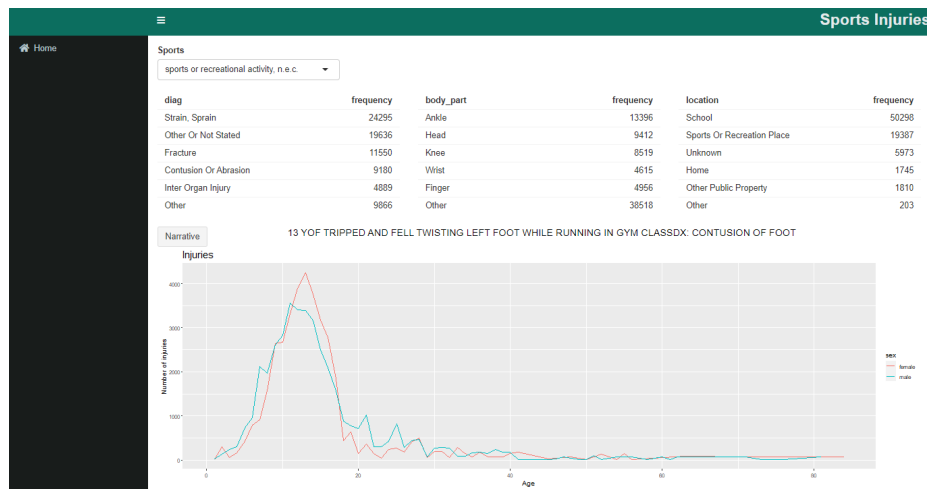 Sports Injuries
Home
Sports
sports or recreational activity, n.e.c.
diag frequency body_part frequency location frequency
Strain, Sprain 24295 Ankle 13396 School 50298
Other Or Not Stated 19636 Head 9412 Sports Or Recreation Place 19387
Fracture 11550 Knee 8519 Unknown 5973
Contusion Or Abrasion 9180 Wrist 4615 Home 1745
Inter Organ Injury 4889 Finger 4956 Other Public Property 1810
Other 9866 Other 38518 Other 203
Narrative 13 YOF TRIPPED AND FELL TWISTING LEFT FOOT WHILE RUNNING IN GYM CLASSDX: CONTUSION OF FOOT
Injuries
4000
3000
Number of injuries
2000
1000
0
sex
female
male
0 20 40 60 80
Age